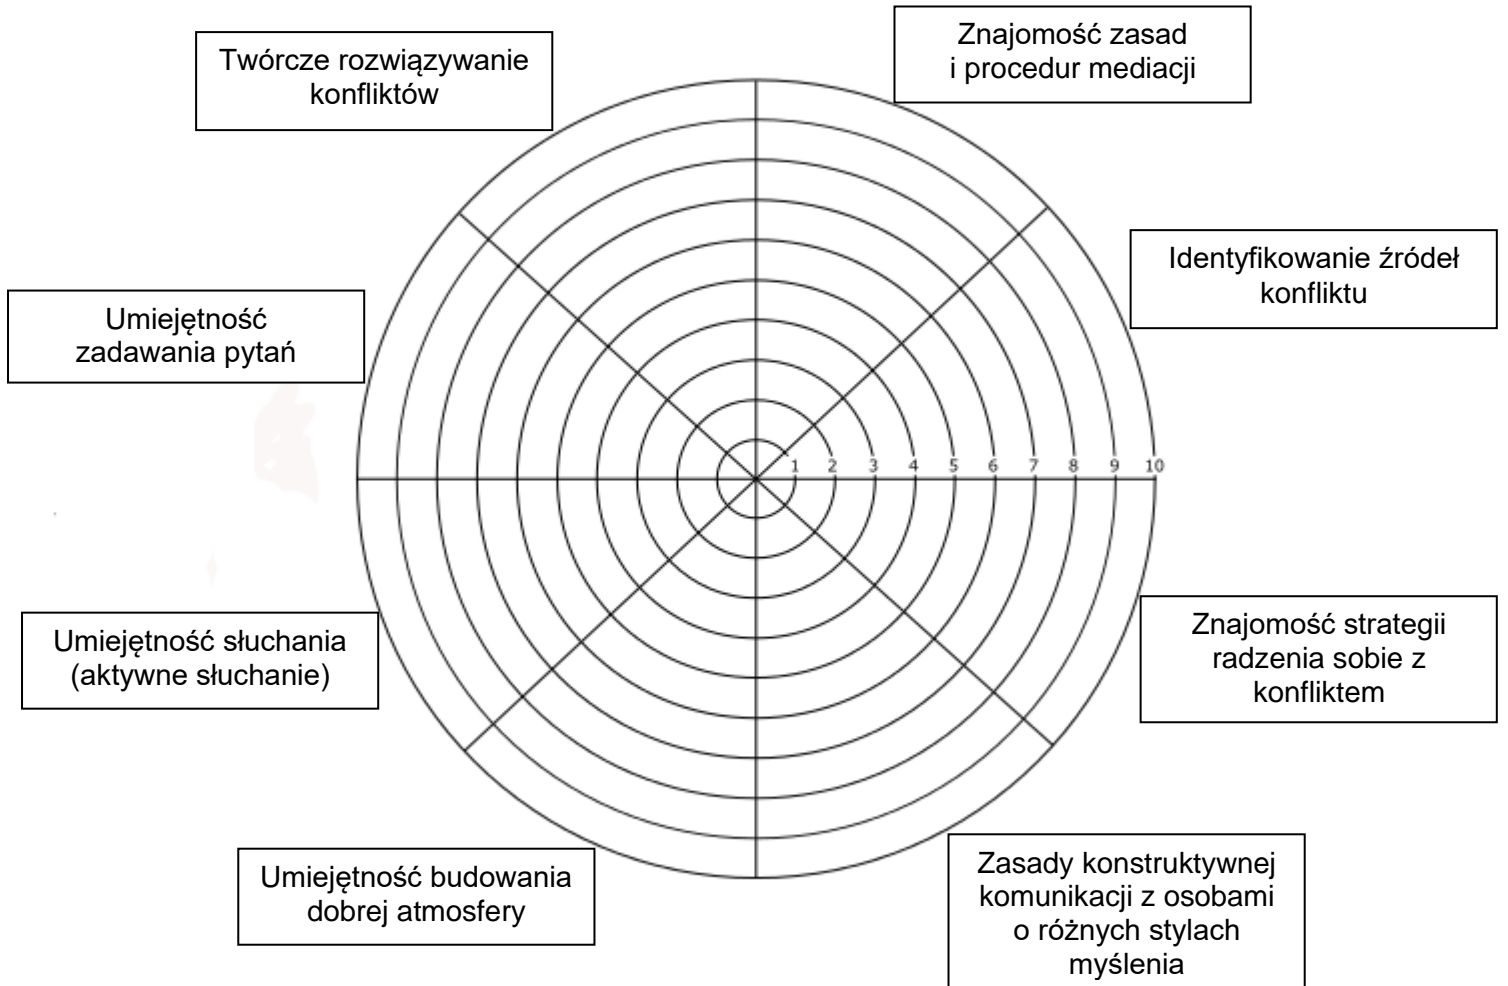 Twórcze rozwiązywanie
konfliktów
Znajomość zasad
i procedur mediacji
Identyfikowanie źródeł
konfliktu
Umiejętność
zadawania pytań
1 2 3 4 5 6 7 8 9 10
Umiejętność słuchania
(aktywne słuchanie)
Znajomość strategii
radzenia sobie z
konfliktem
Umiejętność budowania
dobrej atmosfery
Zasady konstruktywnej
komunikacji z osobami
o różnych stylach
myślenia